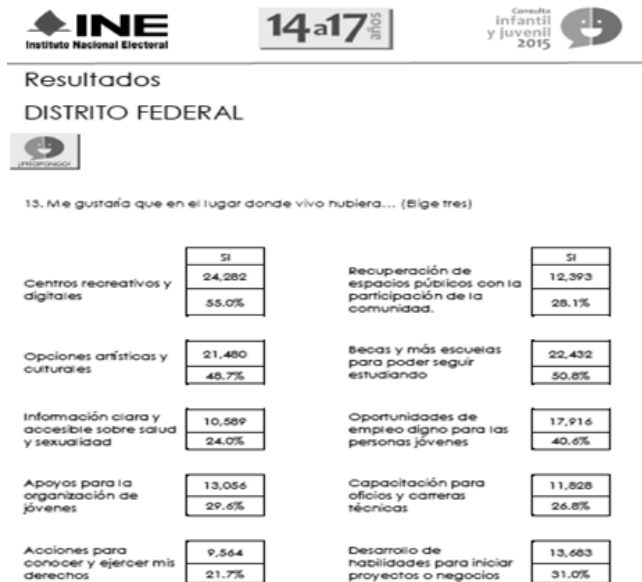 INE
Instituto Nacional Electoral
14 a 17 años
Consulta
infantil
y juvenil
2015
Resultados
DISTRITO FEDERAL
¡PROPONGO!
13. Me gustaría que en el lugar donde vivo hubiera... (Elige tres)
SI
Centros recreativos y
digitales
24,282
55.0%
SI
Recuperación de
espacios públicos con la
participación de la
comunidad.
12,393
28.1%
Opciones artísticas y
culturales
21,480
48.7%
Becas y más escuelas
para poder seguir
estudiando
22,432
50.8%
Información clara y
accesible sobre salud
y sexualidad
10,589
24.0%
Oportunidades de
empleo digno para las
personas jóvenes
17,916
40.6%
Apoyos para la
organización de
jóvenes
13,056
29.6%
Capacitación para
oficios y carreras
técnicas
11,828
26.8%
Acciones para
conocer y ejercer mis
derechos
9,564
21.7%
Desarrollo de
habilidades para iniciar
proyectos o negocios
13,683
31.0%